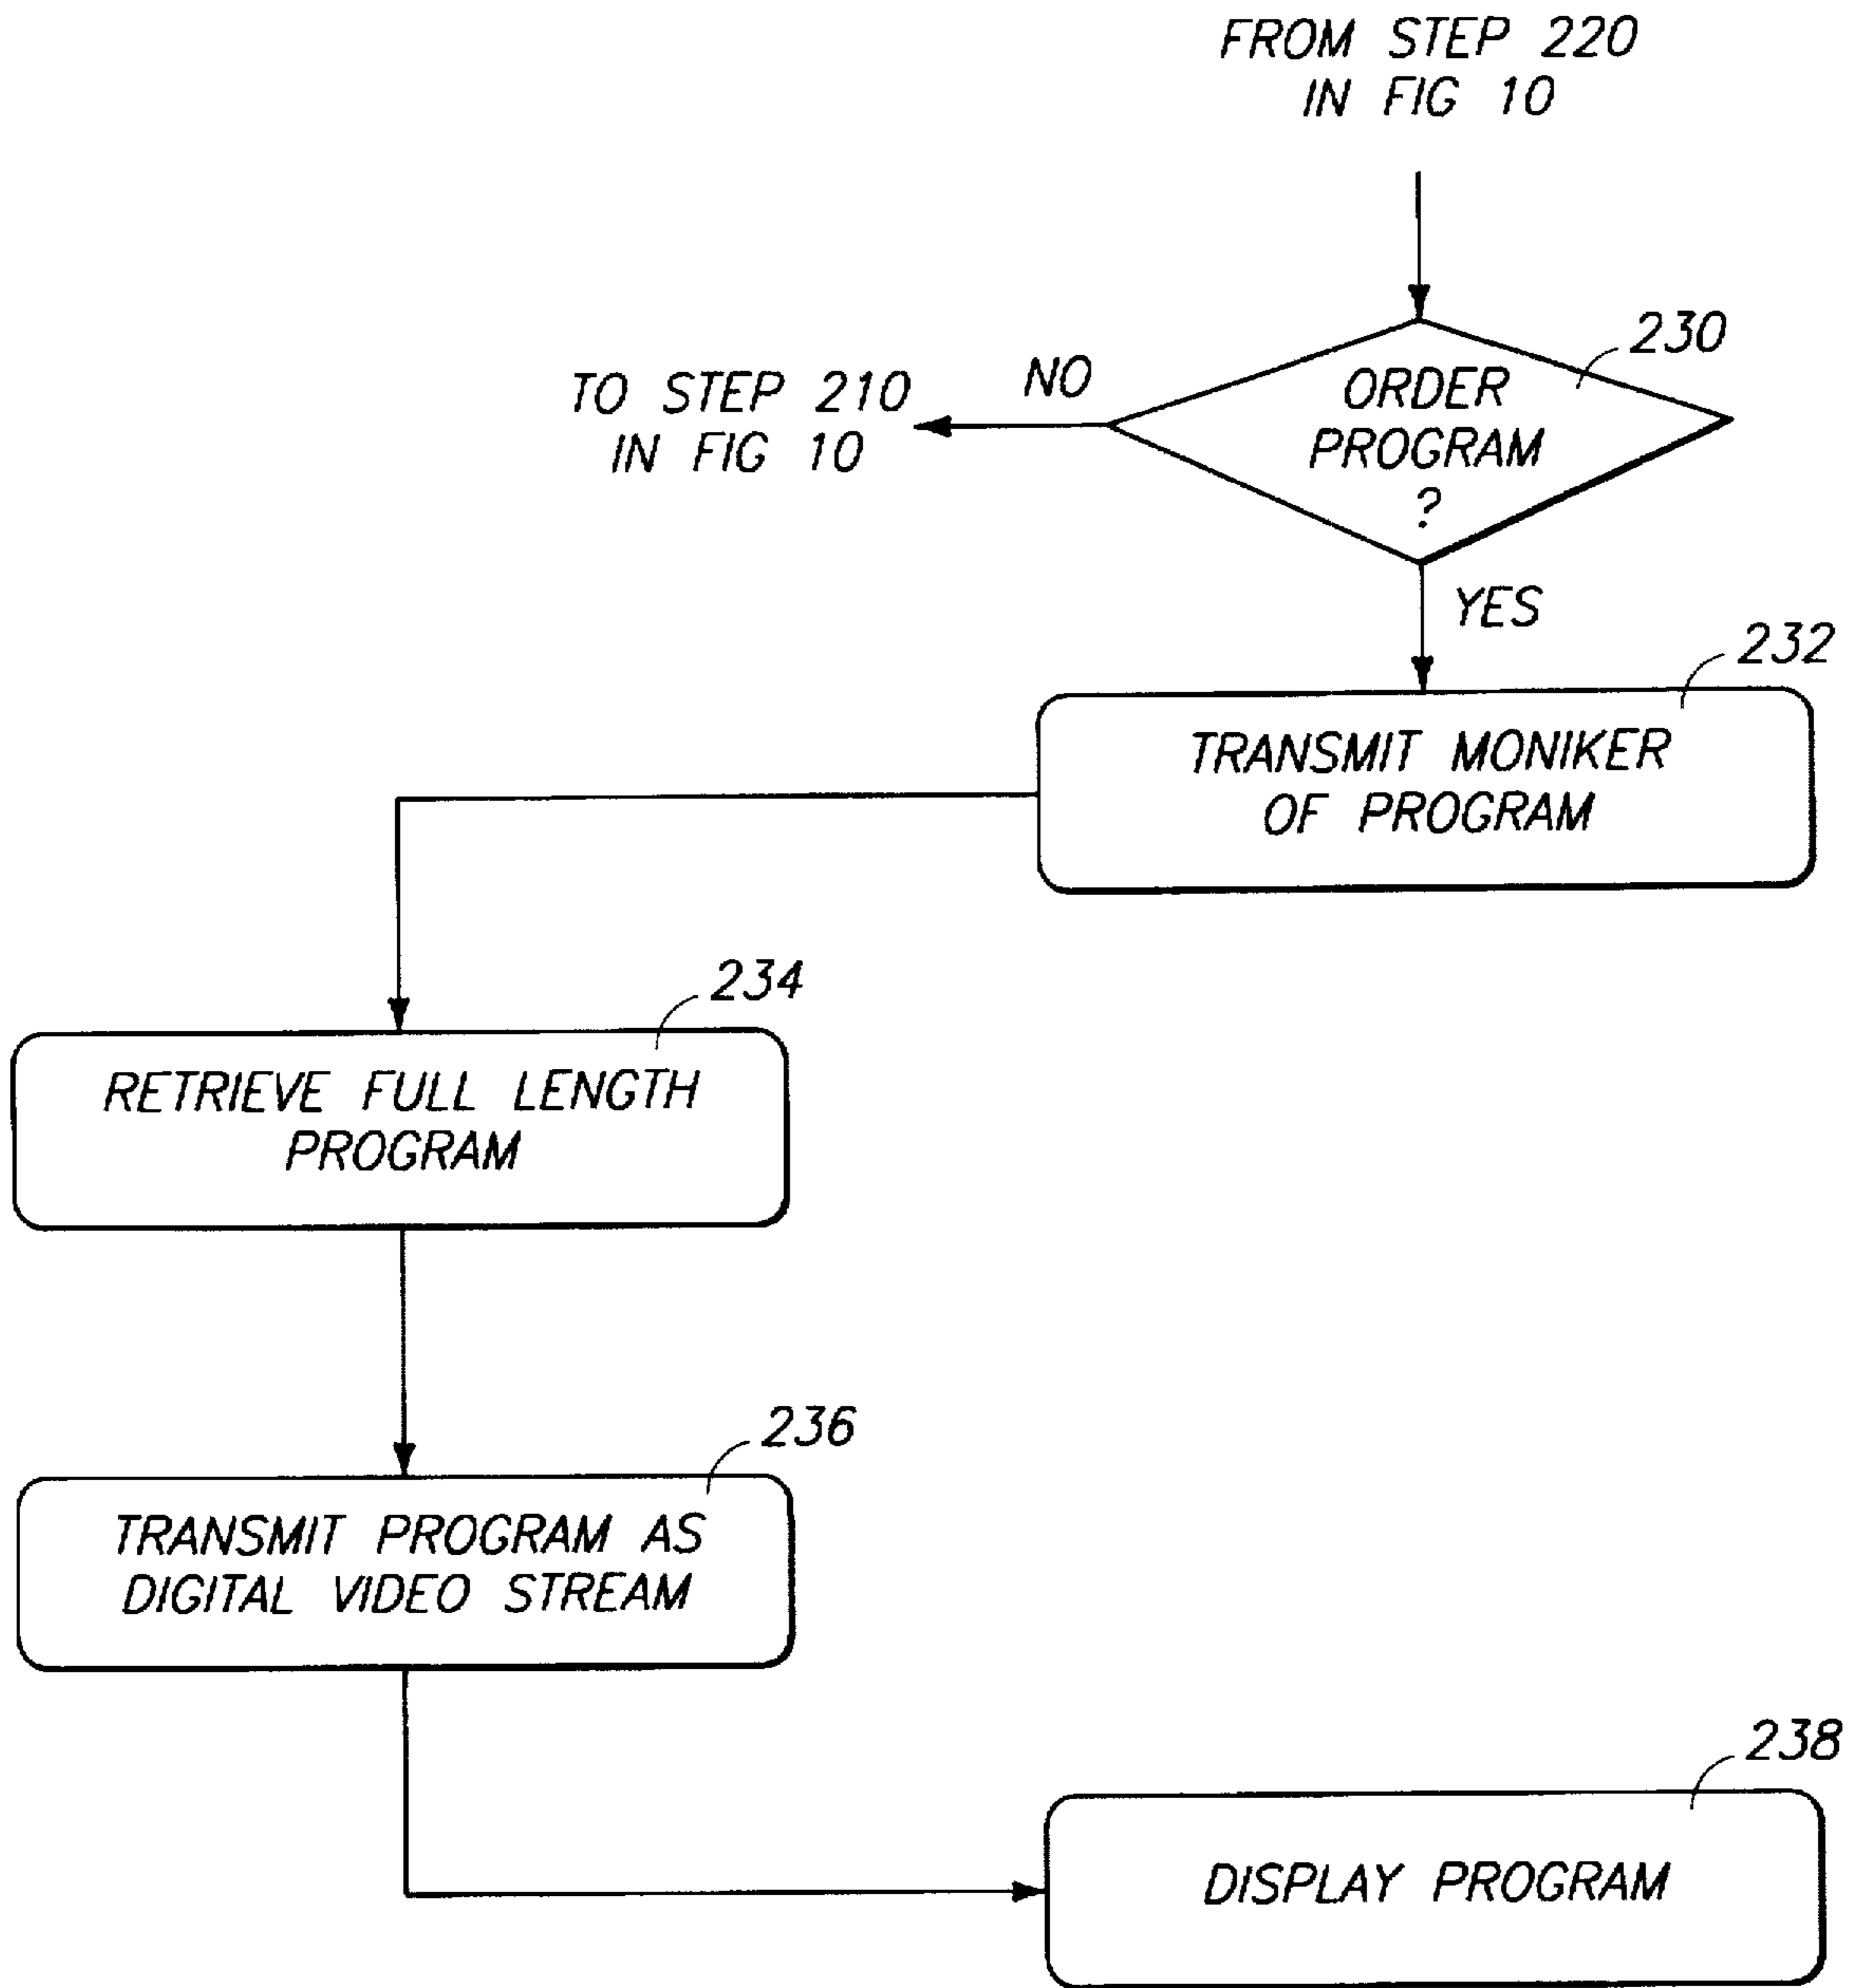 FROM STEP 220
IN FIG 10
230
ORDER
PROGRAM
?
NO
TO STEP 210
IN FIG 10
YES
232
TRANSMIT MONIKER
OF PROGRAM
234
RETRIEVE FULL LENGTH
PROGRAM
236
TRANSMIT PROGRAM AS
DIGITAL VIDEO STREAM
238
DISPLAY PROGRAM